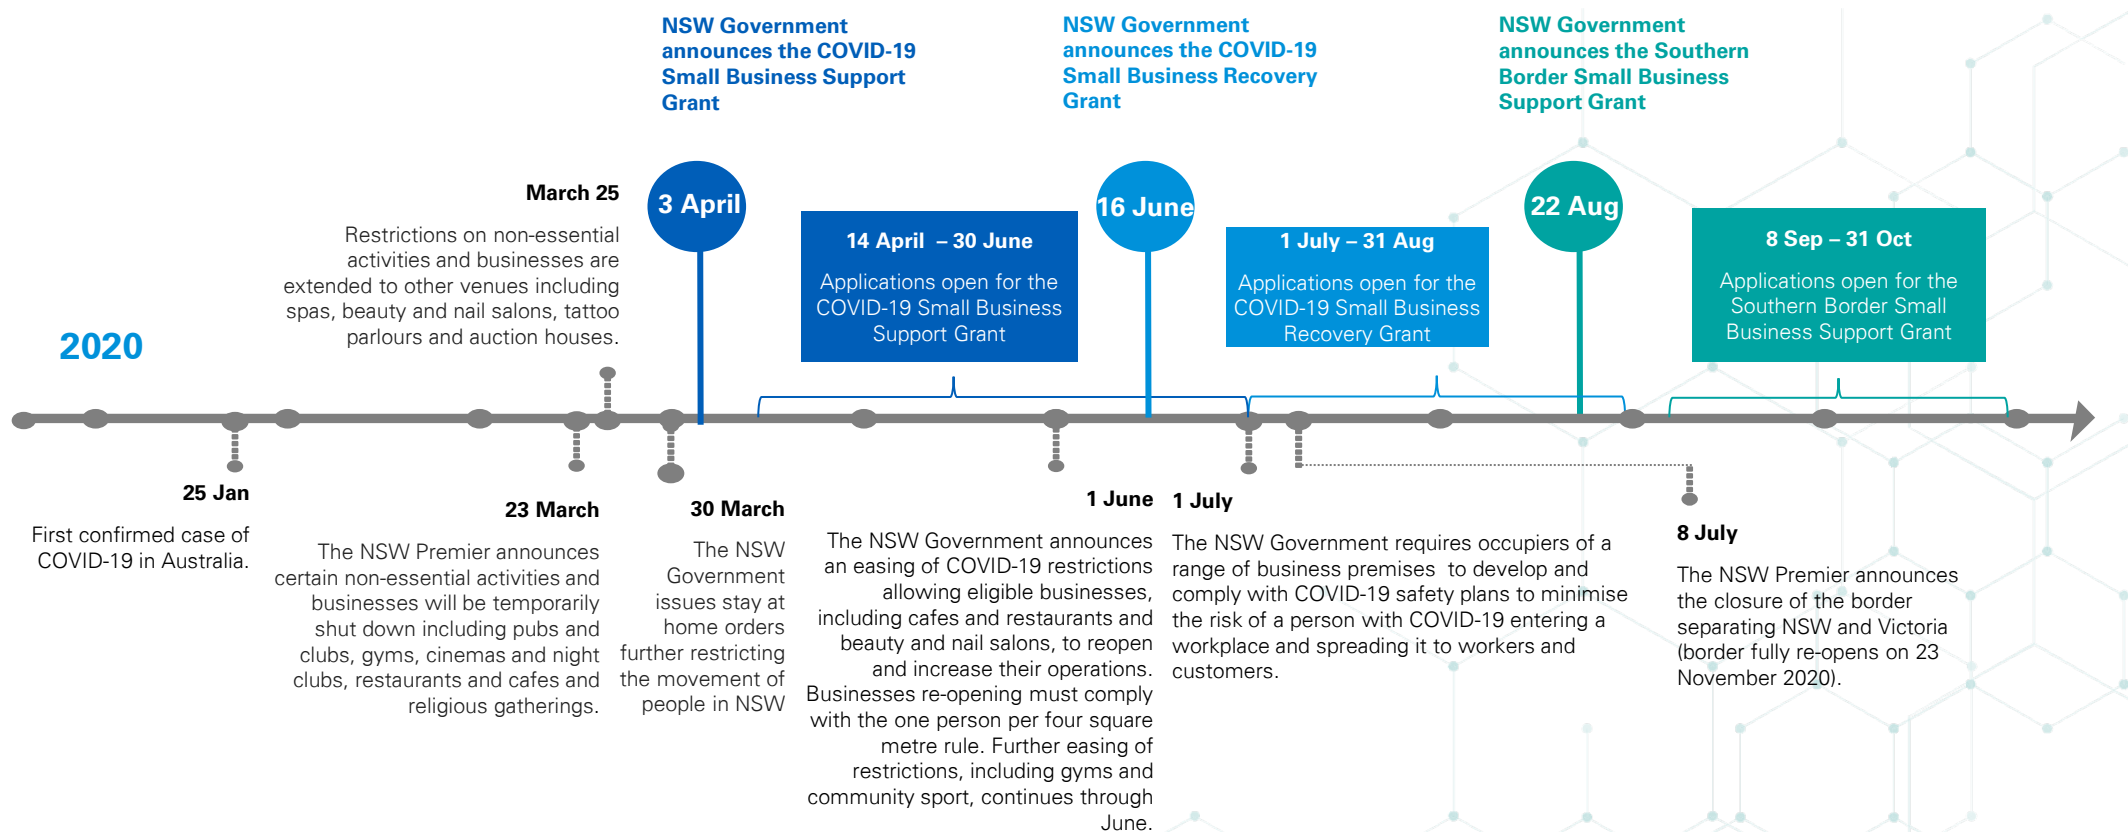 NSW Government
announces the COVID-19
Small Business Support
Grant
NSW Government
announces the COVID-19
Small Business Recovery
Grant
NSW Government
announces the Southern
Border Small Business
Support Grant
March 25
Restrictions on non-essential
activities and businesses are
extended to other venues including
spas, beauty and nail salons, tattoo
parlours and auction houses.
3 April
14 April – 30 June
Applications open for the
COVID-19 Small Business
Support Grant
16 June
1 July – 31 Aug
Applications open for the
COVID-19 Small Business
Recovery Grant
22 Aug
8 Sep – 31 Oct
Applications open for the
Southern Border Small
Business Support Grant
2020
25 Jan
First confirmed case of
COVID-19 in Australia.
23 March
The NSW Premier announces
certain non-essential activities and
businesses will be temporarily
shut down including pubs and
clubs, gyms, cinemas and night
clubs, restaurants and cafes and
religious gatherings.
30 March
The NSW
Government
issues stay at
home orders
further restricting
the movement of
people in NSW
1 June
The NSW Government announces
an easing of COVID-19 restrictions
allowing eligible businesses,
including cafes and restaurants and
beauty and nail salons, to reopen
and increase their operations.
Businesses re-opening must comply
with the one person per four square
metre rule. Further easing of
restrictions, including gyms and
community sport, continues through
June.
1 July
The NSW Government requires occupiers of a
range of business premises to develop and
comply with COVID-19 safety plans to minimise
the risk of a person with COVID-19 entering a
workplace and spreading it to workers and
customers.
8 July
The NSW Premier announces
the closure of the border
separating NSW and Victoria
(border fully re-opens on 23
November 2020).